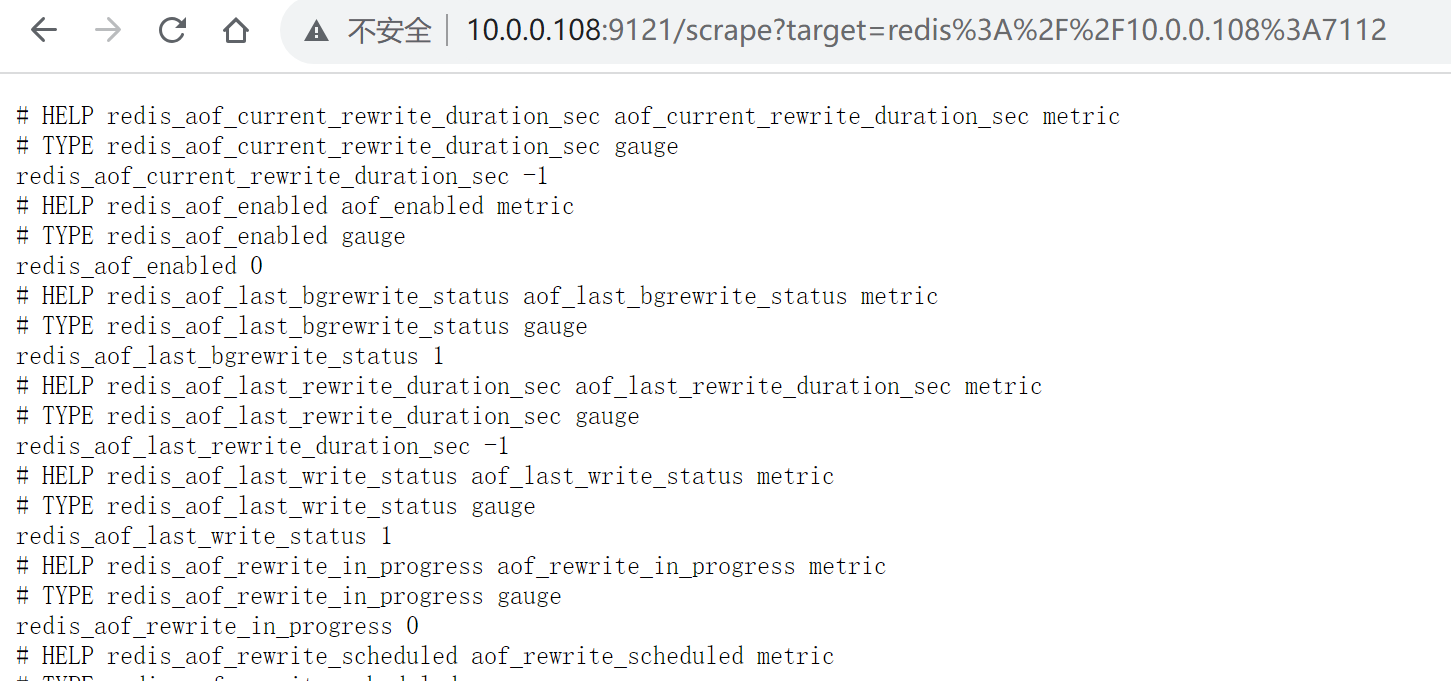 不安全 10.0.0.108:9121/scrape?target=redis%3A%2F%2F10.0.0.108%3A7112
# HELP redis_aof_current_rewrite_duration_sec aof_current_rewrite_duration_sec metric
# TYPE redis_aof_current_rewrite_duration_sec gauge
redis_aof_current_rewrite_duration_sec -1
# HELP redis_aof_enabled aof_enabled metric
# TYPE redis_aof_enabled gauge
redis_aof_enabled 0
# HELP redis_aof_last_bgrewrite_status aof_last_bgrewrite_status metric
# TYPE redis_aof_last_bgrewrite_status gauge
redis_aof_last_bgrewrite_status 1
# HELP redis_aof_last_rewrite_duration_sec aof_last_rewrite_duration_sec metric
# TYPE redis_aof_last_rewrite_duration_sec gauge
redis_aof_last_rewrite_duration_sec -1
# HELP redis_aof_last_write_status aof_last_write_status metric
# TYPE redis_aof_last_write_status gauge
redis_aof_last_write_status 1
# HELP redis_aof_rewrite_in_progress aof_rewrite_in_progress metric
# TYPE redis_aof_rewrite_in_progress gauge
redis_aof_rewrite_in_progress 0
# HELP redis_aof_rewrite_scheduled aof_rewrite_scheduled metric